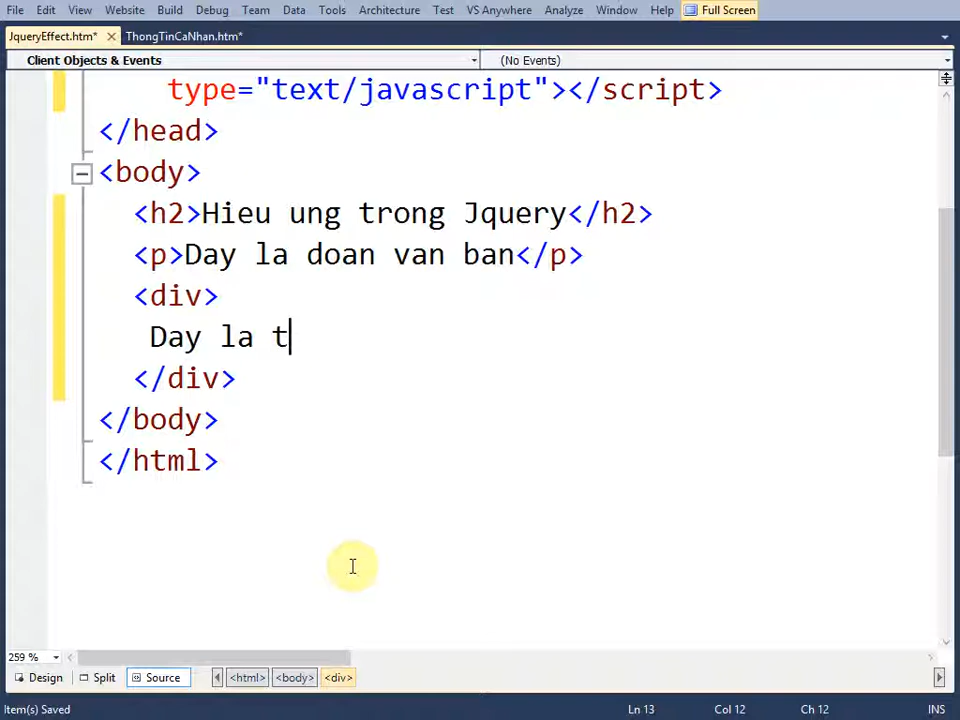 File Edit View Website Build Debug Team Data Tools Architecture Test VS Anywhere Analyze Window Help Full Screen
JqueryEffect.htm* ThongTinCaNhan.htm*
Client Objects & Events (No Events)
type="text/javascript"></script>
</head>
<body>
<h2>Hieu ung trong Jquery</h2>
<p>Day la doan van ban</p>
<div>
Day la t
</div>
</body>
</html>
259 %
Design Split Source <html> <body> <div>
Item(s) Saved Ln 13 Col 12 Ch 12 INS